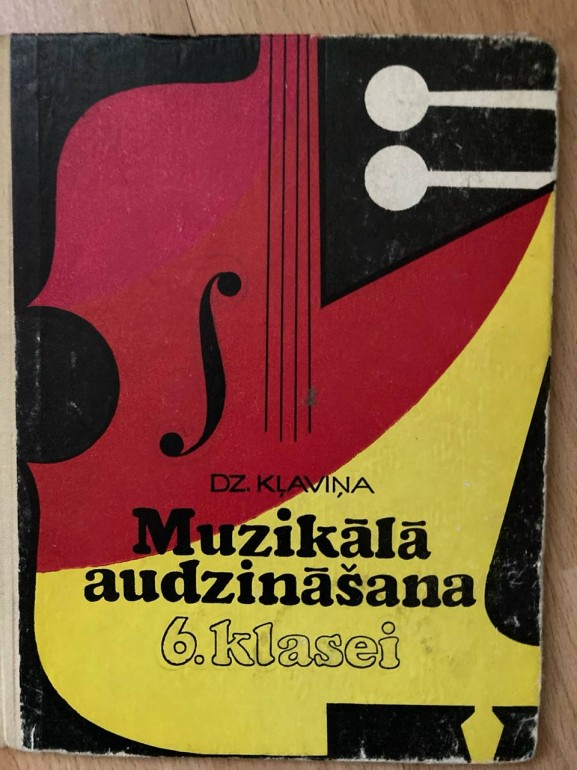 DZ. KĻAVIŅA
Muzikālā
audzināšana
6. klasei